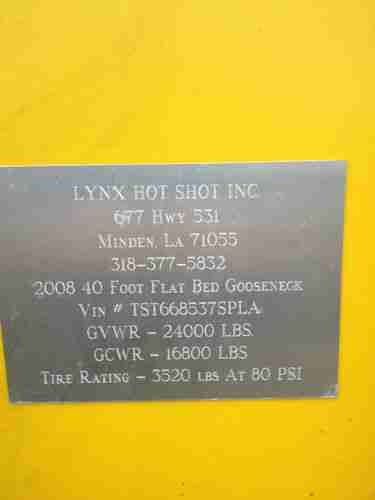 LYNX HOT SHOT INC
677 HWY 531
MINDEN, LA 71055
318-377-5832
2008 40 FOOT FLAT BED GOOSENECK
VIN # TST668537SPLA
GVWR - 24000 LBS.
GCWR - 16800 LBS
TIRE RATING - 3520 LBS AT 80 PSI